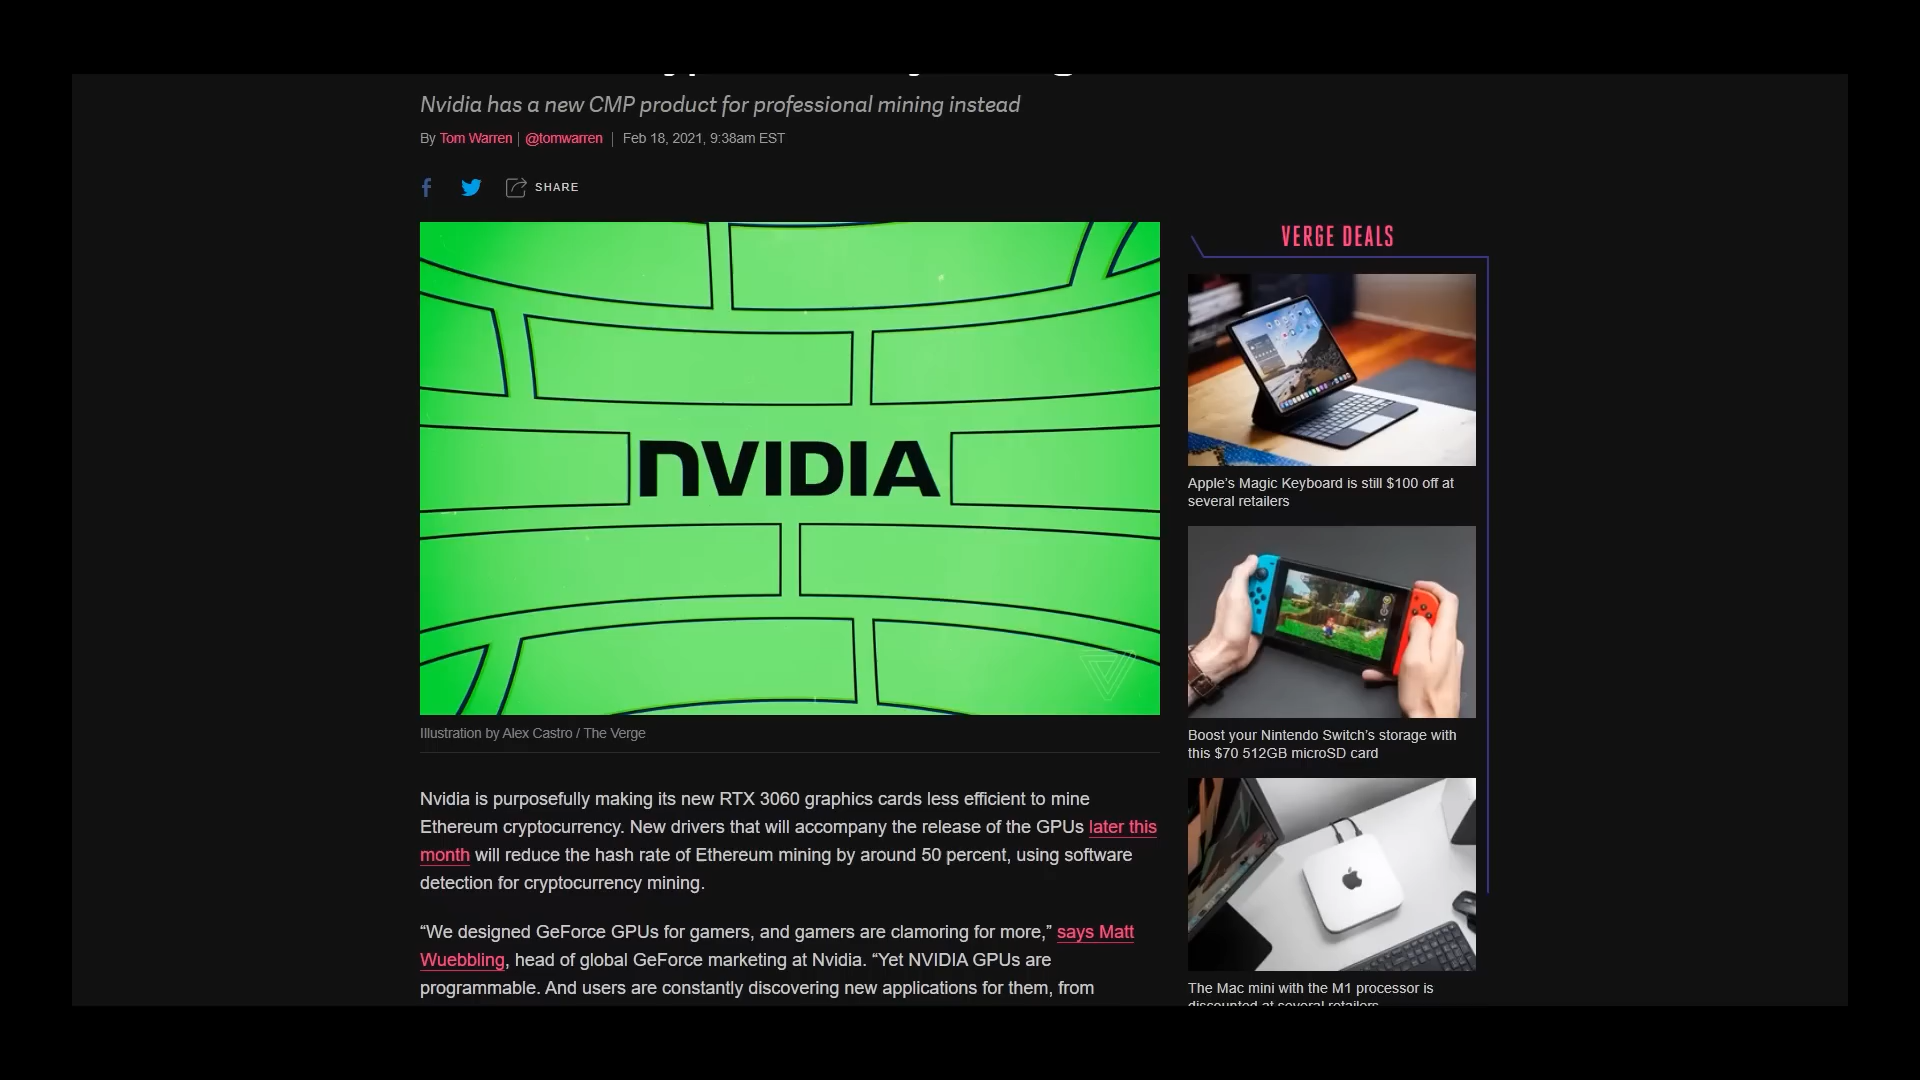 Nvidia has a new CMP product for professional mining instead
By Tom Warren | @tomwarren | Feb 18, 2021, 9:38am EST
SHARE
NVIDIA
Illustration by Alex Castro / The Verge
Nvidia is purposefully making its new RTX 3060 graphics cards less efficient to mine
Ethereum cryptocurrency. New drivers that will accompany the release of the GPUs later this
month will reduce the hash rate of Ethereum mining by around 50 percent, using software
detection for cryptocurrency mining.
“We designed GeForce GPUs for gamers, and gamers are clamoring for more,” says Matt
Wuebbling, head of global GeForce marketing at Nvidia. “Yet NVIDIA GPUs are
programmable. And users are constantly discovering new applications for them, from
VERGE DEALS
Apple’s Magic Keyboard is still $100 off at
several retailers
Boost your Nintendo Switch’s storage with
this $70 512GB microSD card
The Mac mini with the M1 processor is
discounted at several retailers